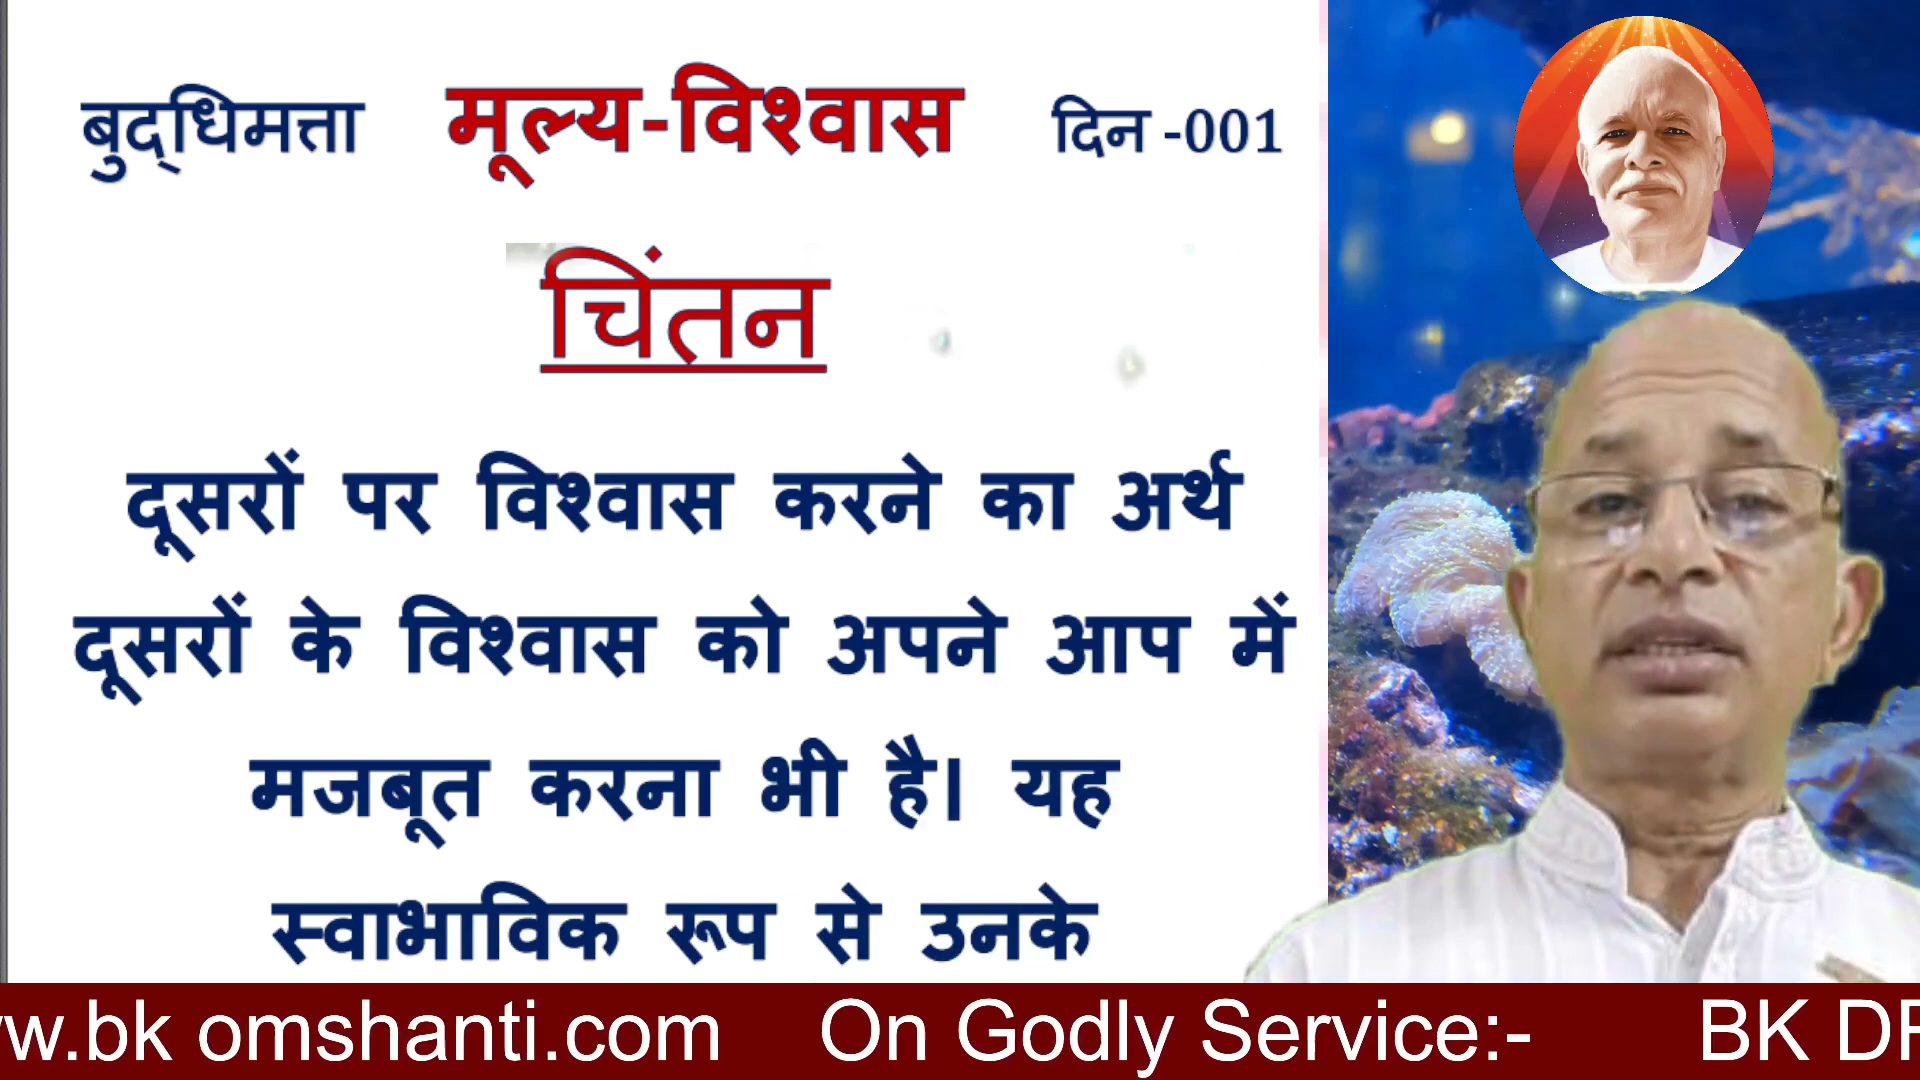 बुद्धिमत्ता मूल्य-विश्वास दिन -001
चिंतन
दूसरों पर विश्वास करने का अर्थ
दूसरों के विश्वास को अपने आप में
मजबूत करना भी है। यह
स्वाभाविक रूप से उनके
w.bk omshanti.com On Godly Service:- BK